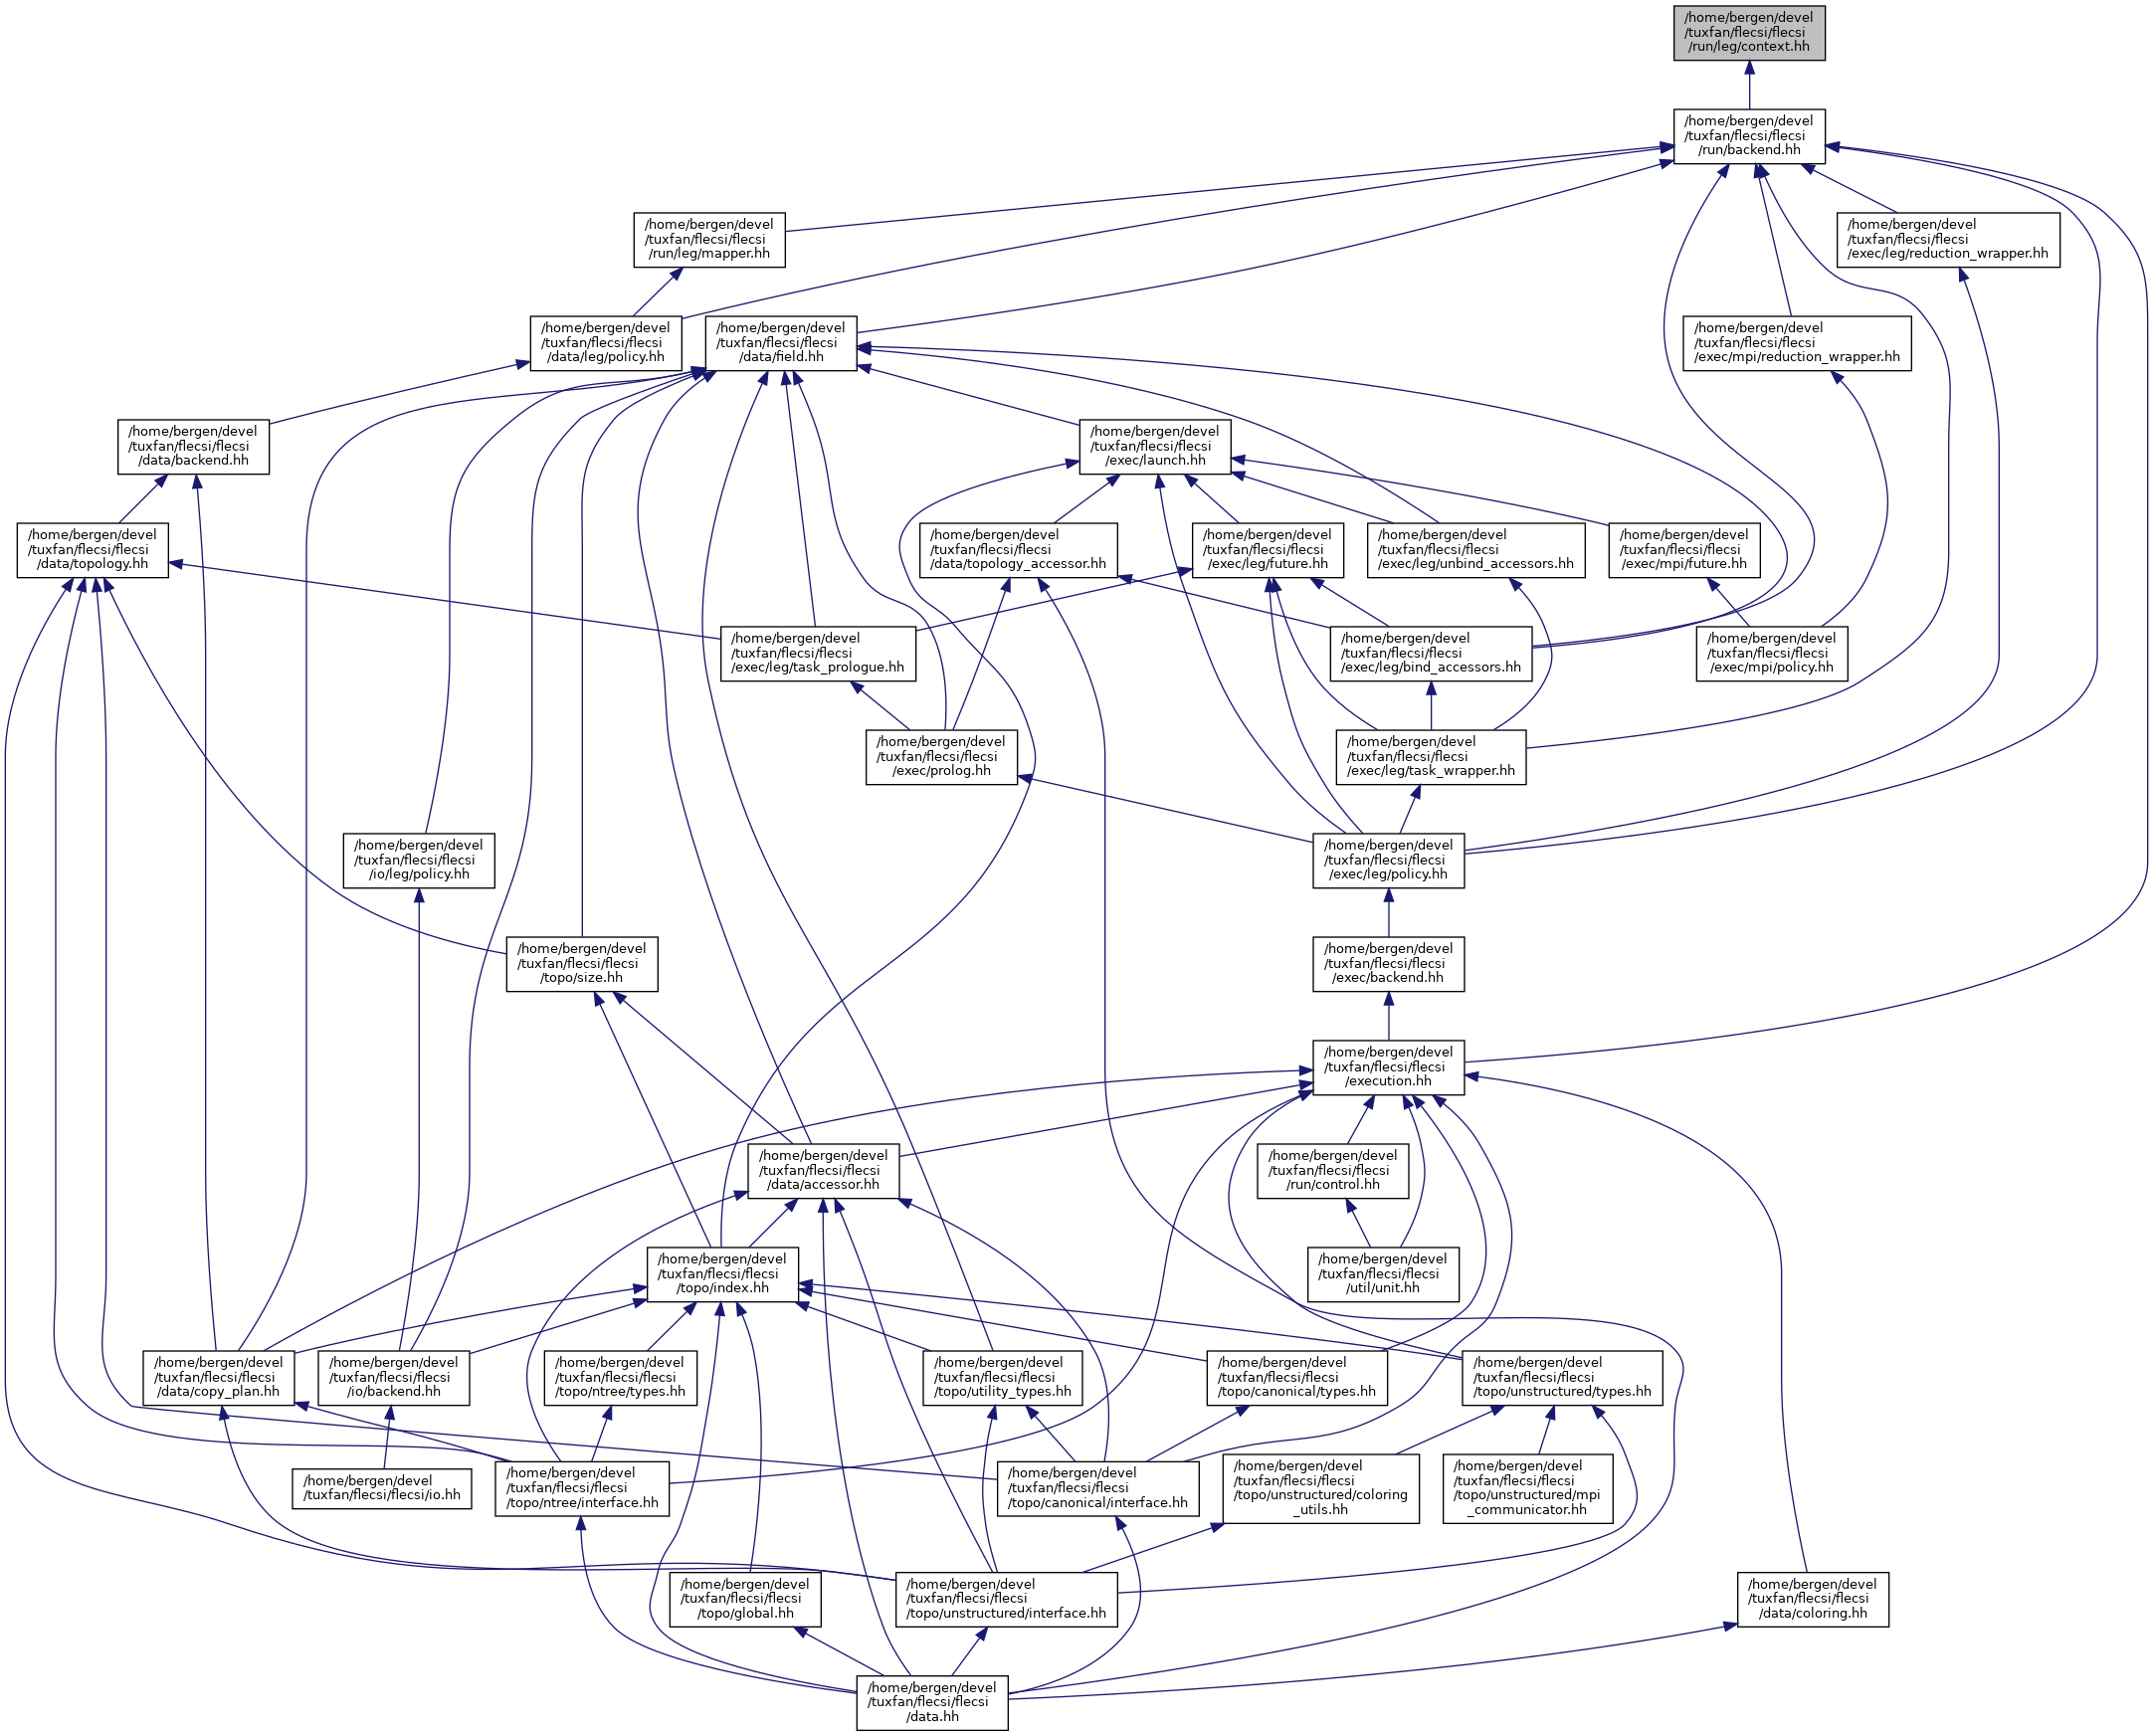 /home/bergen/devel
/tuxfan/flecsi/flecsi
/run/leg/context.hh
/home/bergen/devel
/tuxfan/flecsi/flecsi
/run/backend.hh
/home/bergen/devel
/tuxfan/flecsi/flecsi
/run/leg/mapper.hh
/home/bergen/devel
/tuxfan/flecsi/flecsi
/exec/leg/reduction_wrapper.hh
/home/bergen/devel
/tuxfan/flecsi/flecsi
/data/leg/policy.hh
/home/bergen/devel
/tuxfan/flecsi/flecsi
/data/field.hh
/home/bergen/devel
/tuxfan/flecsi/flecsi
/exec/mpi/reduction_wrapper.hh
/home/bergen/devel
/tuxfan/flecsi/flecsi
/data/backend.hh
/home/bergen/devel
/tuxfan/flecsi/flecsi
/exec/launch.hh
/home/bergen/devel
/tuxfan/flecsi/flecsi
/data/topology.hh
/home/bergen/devel
/tuxfan/flecsi/flecsi
/data/topology_accessor.hh
/home/bergen/devel
/tuxfan/flecsi/flecsi
/exec/leg/future.hh
/home/bergen/devel
/tuxfan/flecsi/flecsi
/exec/leg/unbind_accessors.hh
/home/bergen/devel
/tuxfan/flecsi/flecsi
/exec/mpi/future.hh
/home/bergen/devel
/tuxfan/flecsi/flecsi
/exec/leg/task_prologue.hh
/home/bergen/devel
/tuxfan/flecsi/flecsi
/exec/leg/bind_accessors.hh
/home/bergen/devel
/tuxfan/flecsi/flecsi
/exec/mpi/policy.hh
/home/bergen/devel
/tuxfan/flecsi/flecsi
/exec/prolog.hh
/home/bergen/devel
/tuxfan/flecsi/flecsi
/exec/leg/task_wrapper.hh
/home/bergen/devel
/tuxfan/flecsi/flecsi
/io/leg/policy.hh
/home/bergen/devel
/tuxfan/flecsi/flecsi
/exec/leg/policy.hh
/home/bergen/devel
/tuxfan/flecsi/flecsi
/topo/size.hh
/home/bergen/devel
/tuxfan/flecsi/flecsi
/exec/backend.hh
/home/bergen/devel
/tuxfan/flecsi/flecsi
/execution.hh
/home/bergen/devel
/tuxfan/flecsi/flecsi
/data/accessor.hh
/home/bergen/devel
/tuxfan/flecsi/flecsi
/run/control.hh
/home/bergen/devel
/tuxfan/flecsi/flecsi
/topo/index.hh
/home/bergen/devel
/tuxfan/flecsi/flecsi
/util/unit.hh
/home/bergen/devel
/tuxfan/flecsi/flecsi
/data/copy_plan.hh
/home/bergen/devel
/tuxfan/flecsi/flecsi
/io/backend.hh
/home/bergen/devel
/tuxfan/flecsi/flecsi
/topo/ntree/types.hh
/home/bergen/devel
/tuxfan/flecsi/flecsi
/topo/utility_types.hh
/home/bergen/devel
/tuxfan/flecsi/flecsi
/topo/canonical/types.hh
/home/bergen/devel
/tuxfan/flecsi/flecsi
/topo/unstructured/types.hh
/home/bergen/devel
/tuxfan/flecsi/flecsi/io.hh
/home/bergen/devel
/tuxfan/flecsi/flecsi
/topo/ntree/interface.hh
/home/bergen/devel
/tuxfan/flecsi/flecsi
/topo/canonical/interface.hh
/home/bergen/devel
/tuxfan/flecsi/flecsi
/topo/unstructured/coloring
_utils.hh
/home/bergen/devel
/tuxfan/flecsi/flecsi
/topo/unstructured/mpi
_communicator.hh
/home/bergen/devel
/tuxfan/flecsi/flecsi
/topo/global.hh
/home/bergen/devel
/tuxfan/flecsi/flecsi
/topo/unstructured/interface.hh
/home/bergen/devel
/tuxfan/flecsi/flecsi
/data/coloring.hh
/home/bergen/devel
/tuxfan/flecsi/flecsi
/data.hh